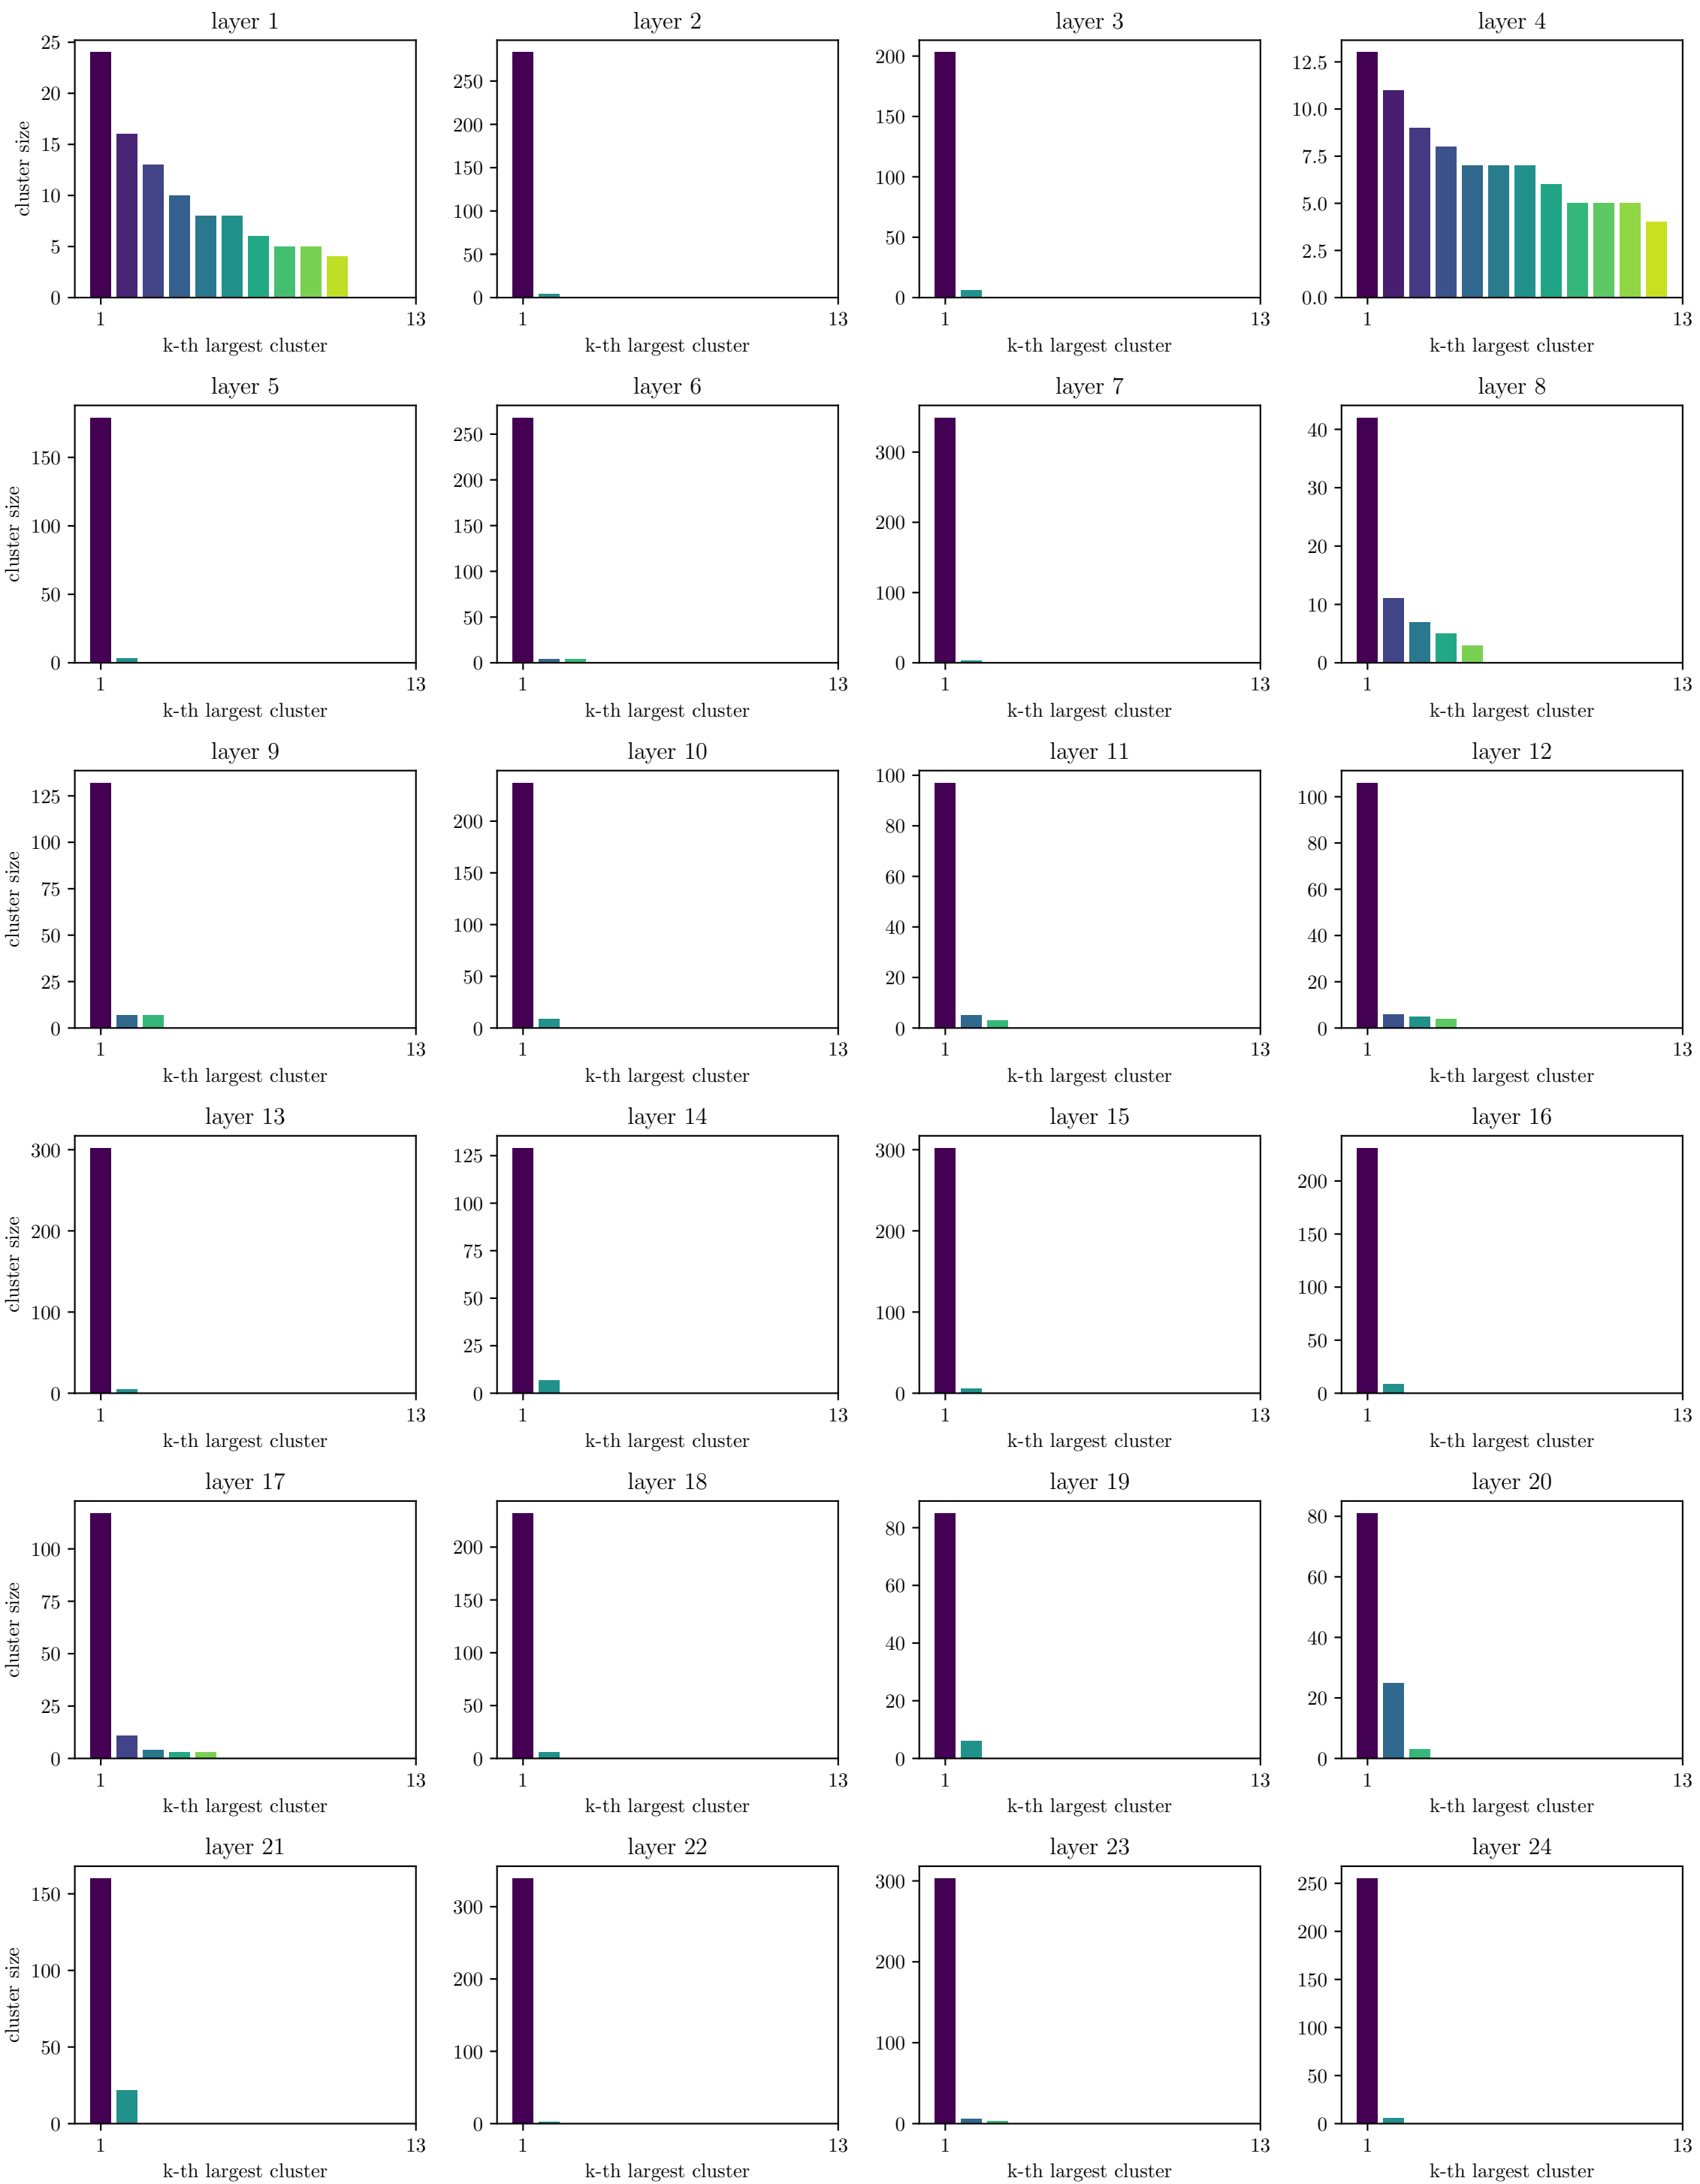 layer 1
25
20
15
10
5
0
cluster size
1 13
k-th largest cluster
layer 2
250
200
150
100
50
0
1 13
k-th largest cluster
layer 3
200
150
100
50
0
1 13
k-th largest cluster
layer 4
12.5
10.0
7.5
5.0
2.5
0.0
1 13
k-th largest cluster
layer 5
150
100
50
0
cluster size
1 13
k-th largest cluster
layer 6
250
200
150
100
50
0
1 13
k-th largest cluster
layer 7
300
200
100
0
1 13
k-th largest cluster
layer 8
40
30
20
10
0
1 13
k-th largest cluster
layer 9
125
100
75
50
25
0
cluster size
1 13
k-th largest cluster
layer 10
200
150
100
50
0
1 13
k-th largest cluster
layer 11
100
80
60
40
20
0
1 13
k-th largest cluster
layer 12
100
80
60
40
20
0
1 13
k-th largest cluster
layer 13
300
200
100
0
cluster size
1 13
k-th largest cluster
layer 14
125
100
75
50
25
0
1 13
k-th largest cluster
layer 15
300
200
100
0
1 13
k-th largest cluster
layer 16
200
150
100
50
0
1 13
k-th largest cluster
layer 17
100
75
50
25
0
cluster size
1 13
k-th largest cluster
layer 18
200
150
100
50
0
1 13
k-th largest cluster
layer 19
80
60
40
20
0
1 13
k-th largest cluster
layer 20
80
60
40
20
0
1 13
k-th largest cluster
layer 21
150
100
50
0
cluster size
1 13
k-th largest cluster
layer 22
300
200
100
0
1 13
k-th largest cluster
layer 23
300
200
100
0
1 13
k-th largest cluster
layer 24
250
200
150
100
50
0
1 13
k-th largest cluster